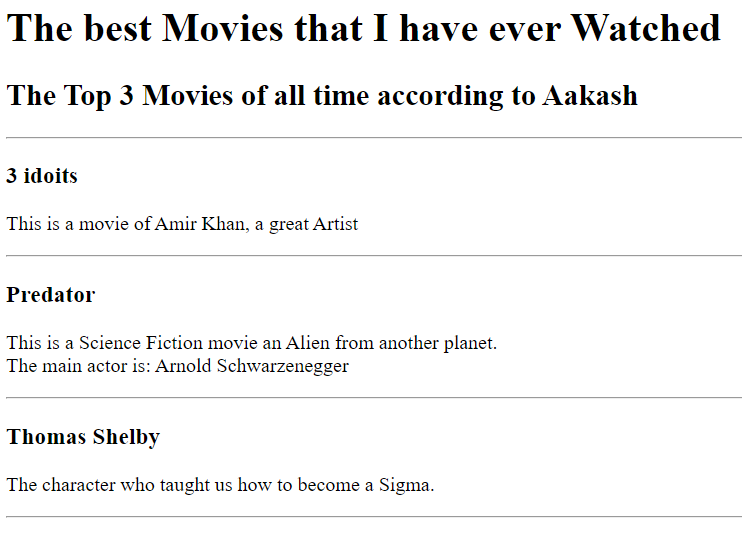 The best Movies that I have ever Watched
The Top 3 Movies of all time according to Aakash
3 idoits
This is a movie of Amir Khan, a great Artist
Predator
This is a Science Fiction movie an Alien from another planet.
The main actor is: Arnold Schwarzenegger
Thomas Shelby
The character who taught us how to become a Sigma.